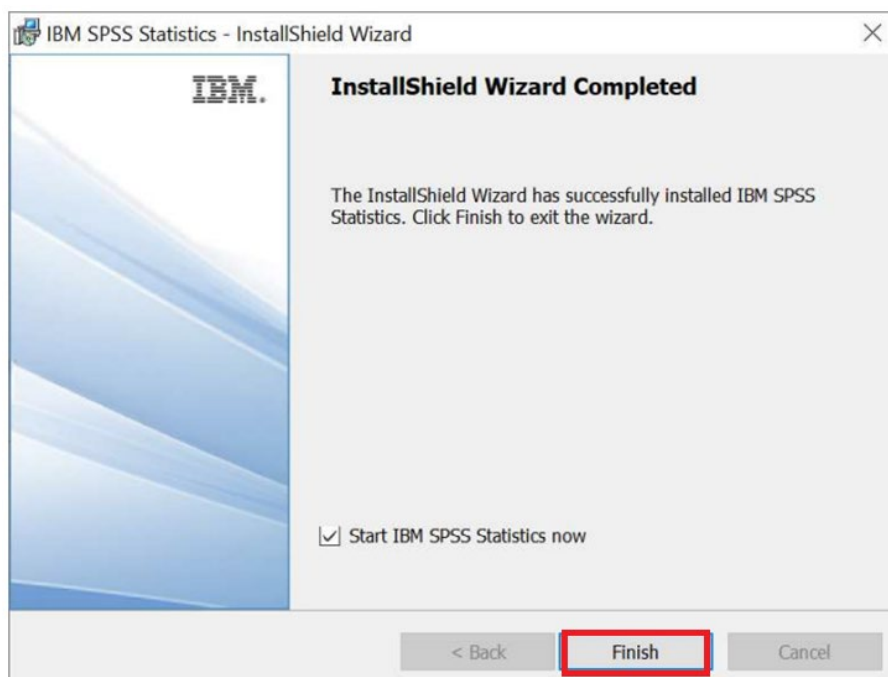 IBM SPSS Statistics - InstallShield Wizard
IBM.
InstallShield Wizard Completed
The InstallShield Wizard has successfully installed IBM SPSS
Statistics. Click Finish to exit the wizard.
Start IBM SPSS Statistics now
< Back
Finish
Cancel